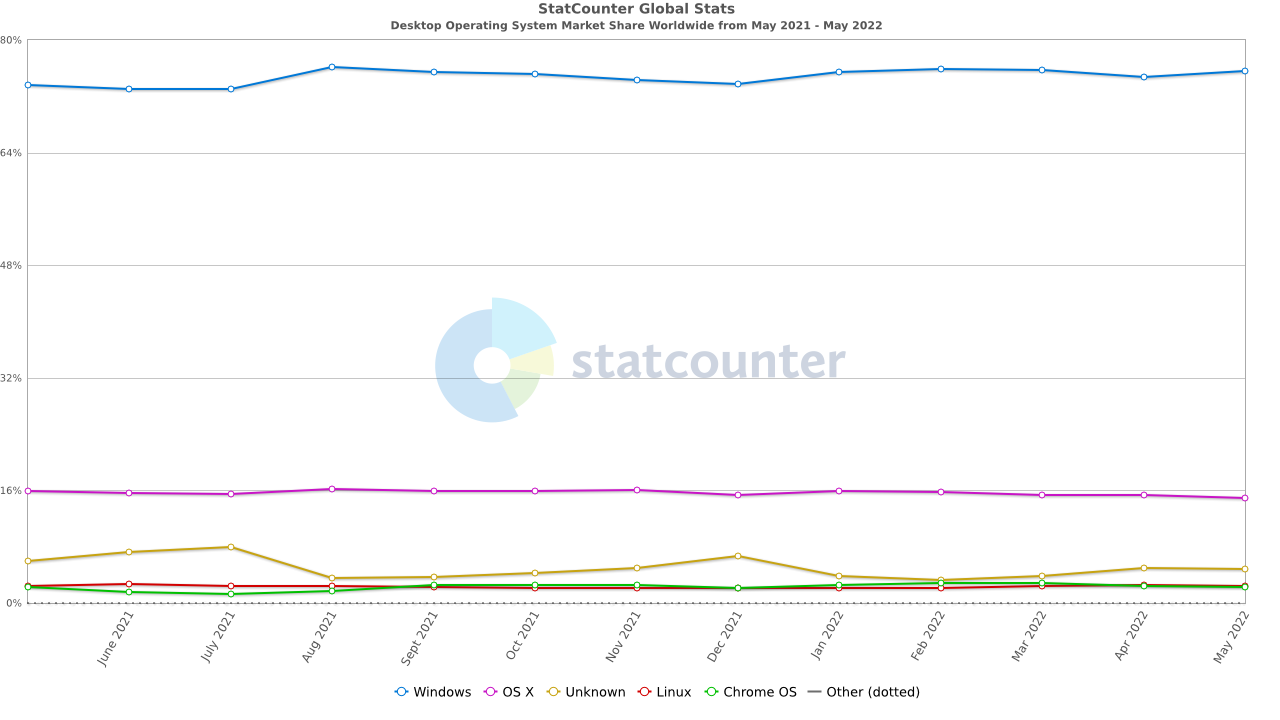 StatCounter Global Stats
Desktop Operating System Market Share Worldwide from May 2021 - May 2022
80%
64%
48%
statcounter
32%
16%
0%
June 2021
July 2021
Aug 2021
Sept 2021
Oct 2021
Nov 2021
Dec 2021
Jan 2022
Feb 2022
Mar 2022
Apr 2022
May 2022
Windows OS X Unknown Linux Chrome OS Other (dotted)